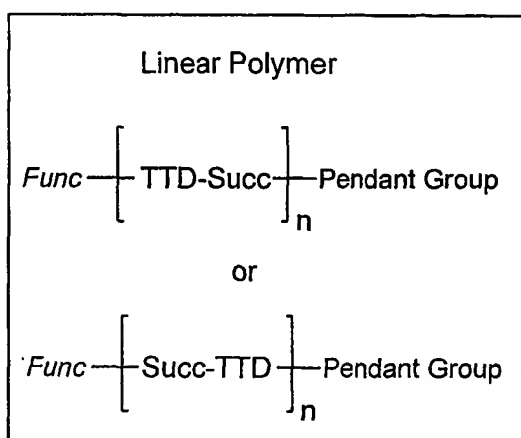 Linear Polymer
Func TTD-Succ Pendant Group
n
or
Func Succ-TTD Pendant Group
n